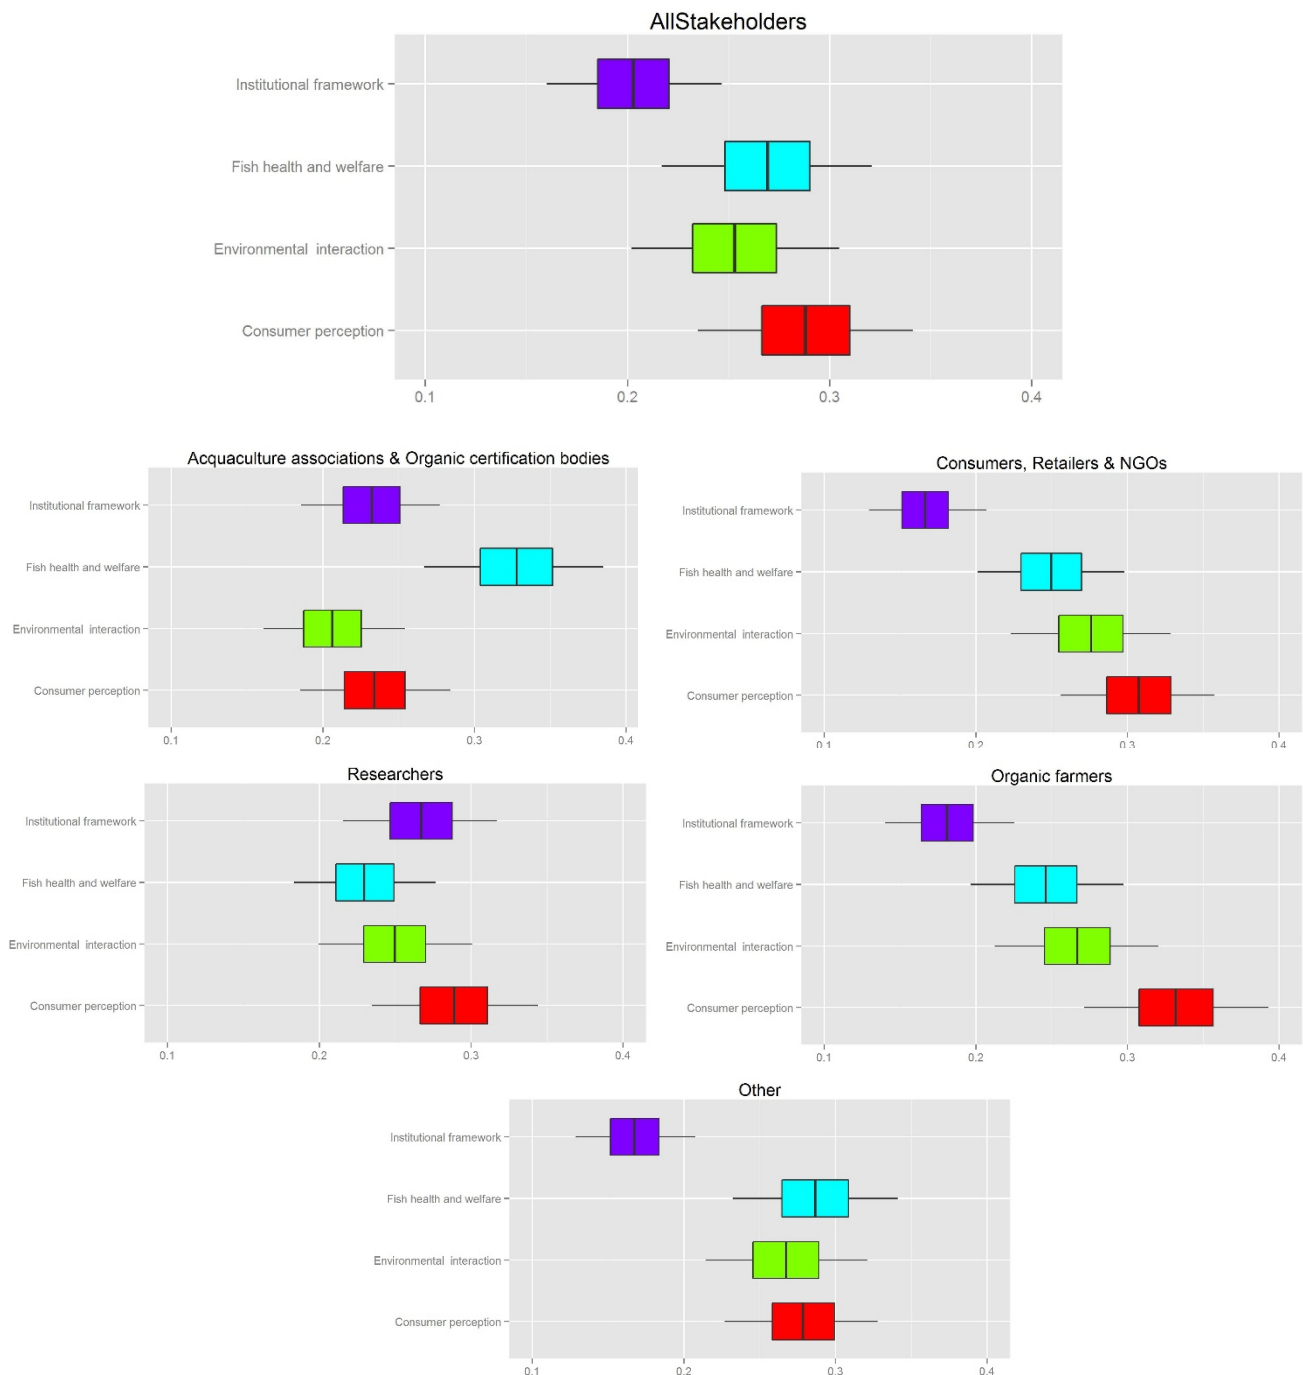 AllStakeholders
Institutional framework
Fish health and welfare
Environmental  interaction
Consumer perception
0.1 0.2 0.3 0.4
Acquaculture associations & Organic certification bodies
Institutional framework
Fish health and welfare
Environmental  interaction
Consumer perception
0.1 0.2 0.3 0.4
Consumers, Retailers & NGOs
Institutional framework
Fish health and welfare
Environmental  interaction
Consumer perception
0.1 0.2 0.3 0.4
Researchers
Institutional framework
Fish health and welfare
Environmental  interaction
Consumer perception
0.1 0.2 0.3 0.4
Organic farmers
Institutional framework
Fish health and welfare
Environmental  interaction
Consumer perception
0.1 0.2 0.3 0.4
Other
Institutional framework
Fish health and welfare
Environmental  interaction
Consumer perception
0.1 0.2 0.3 0.4